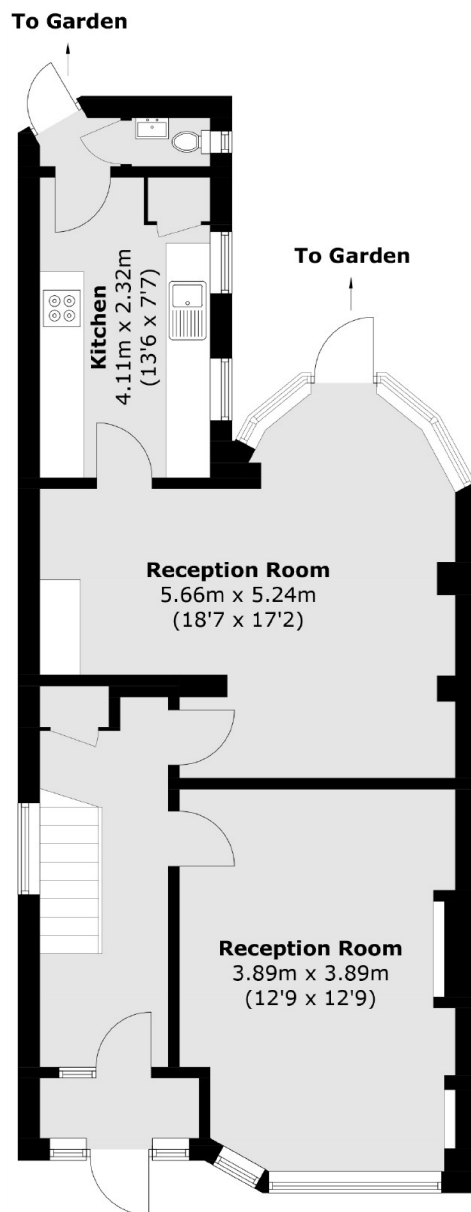 To Garden
To Garden
Kitchen
4.11m x 2.32m
(13'6 x 7'7)
Reception Room
5.66m x 5.24m
(18'7 x 17'2)
Reception Room
3.89m x 3.89m
(12'9 x 12'9)